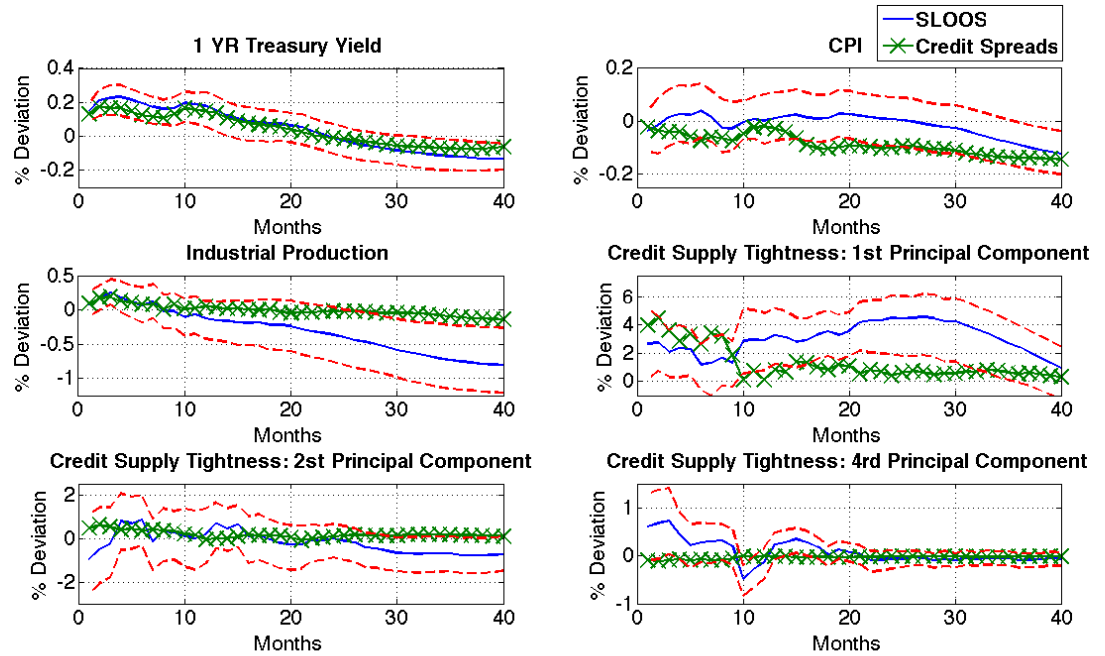 SLOOS
Credit Spreads
1 YR Treasury Yield
% Deviation
0.4
0.2
0
-0.2
0
10
20
30
40
Months
CPI
% Deviation
0.2
0
-0.2
0
10
20
30
40
Months
Industrial Production
% Deviation
0.5
0
-0.5
-1
0
10
20
30
40
Months
Credit Supply Tightness: 1st Principal Component
% Deviation
6
4
2
0
0
10
20
30
40
Months
Credit Supply Tightness: 2st Principal Component
% Deviation
2
0
-2
0
10
20
30
40
Months
Credit Supply Tightness: 4rd Principal Component
% Deviation
1
0
-1
0
10
20
30
40
Months